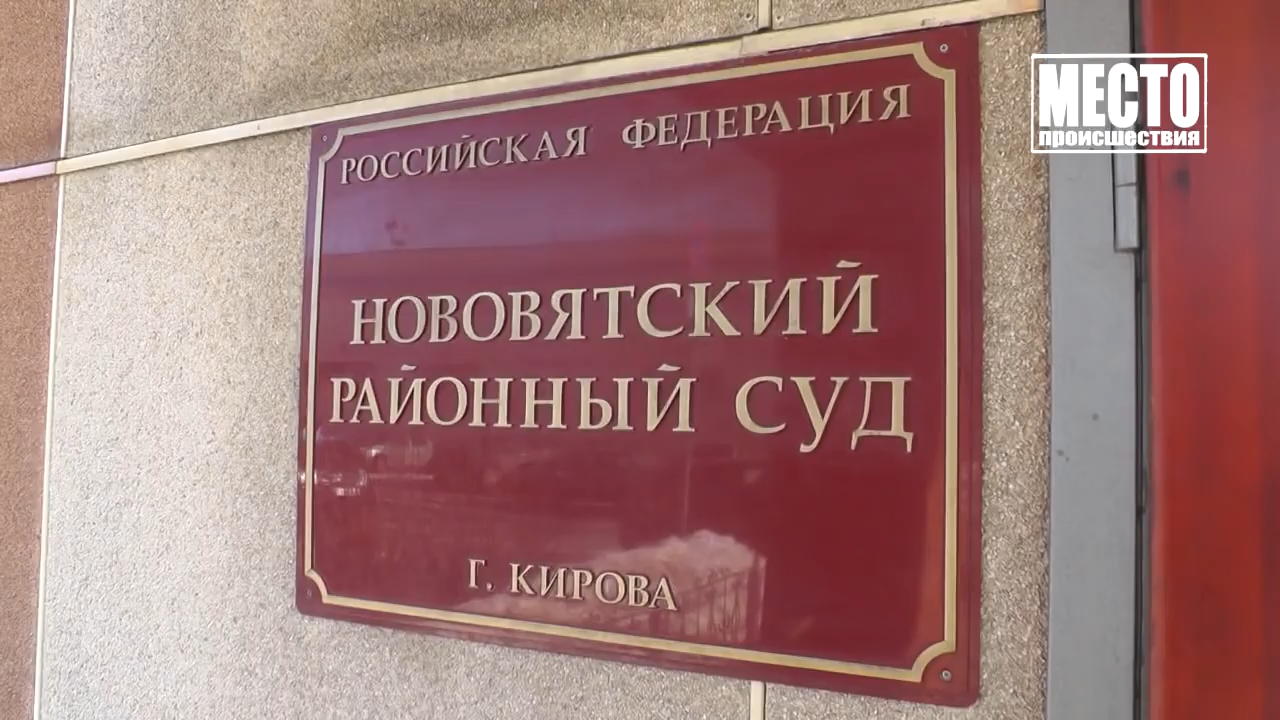 РОССИЙСКАЯ ФЕДЕРАЦИЯ
НОВОВЯТСКИЙ
РАЙОННЫЙ СУД
Г. КИРОВА
МЕСТО
происшествия